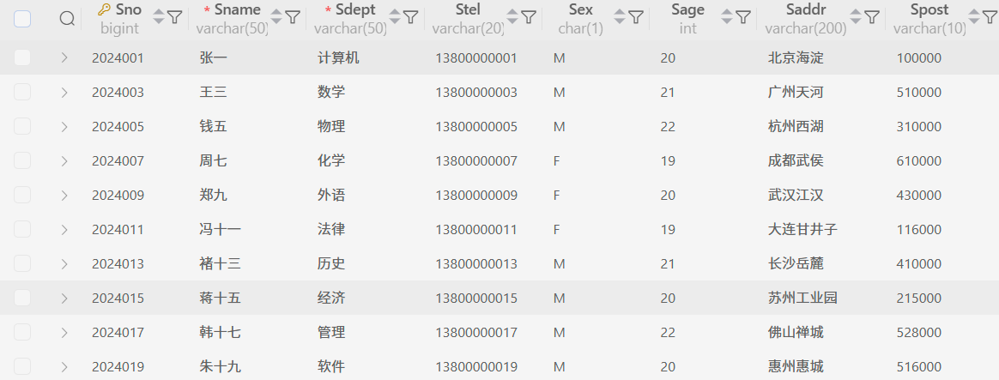 Sno * Sname * Sdept Stel Sex Sage Saddr Spost
bigint varchar(50) varchar(50) varchar(20) char(1) int varchar(200) varchar(10)
2024001 张一 计算机 13800000001 M 20 北京海淀 100000
2024003 王三 数学 13800000003 M 21 广州天河 510000
2024005 钱五 物理 13800000005 M 22 杭州西湖 310000
2024007 周七 化学 13800000007 F 19 成都武侯 610000
2024009 郑九 外语 13800000009 F 20 武汉江汉 430000
2024011 冯十一 法律 13800000011 F 19 大连甘井子 116000
2024013 褚十三 历史 13800000013 M 21 长沙岳麓 410000
2024015 蒋十五 经济 13800000015 M 20 苏州工业园 215000
2024017 韩十七 管理 13800000017 M 22 佛山禅城 528000
2024019 朱十九 软件 13800000019 M 20 惠州惠城 516000